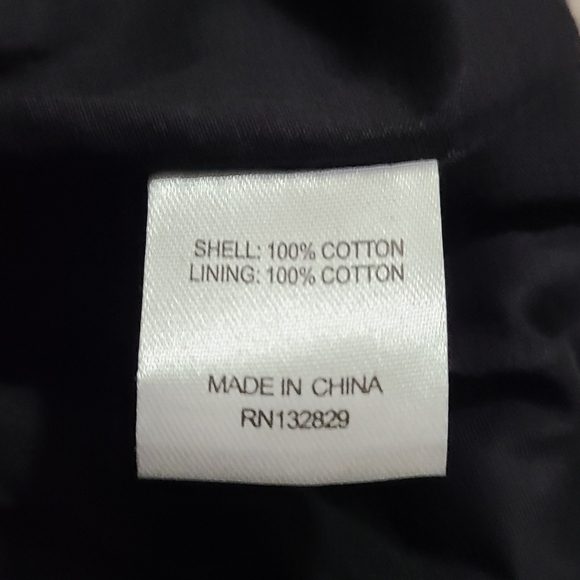 SHELL: 100% COTTON
LINING: 100% COTTON
MADE IN CHINA
RN132829